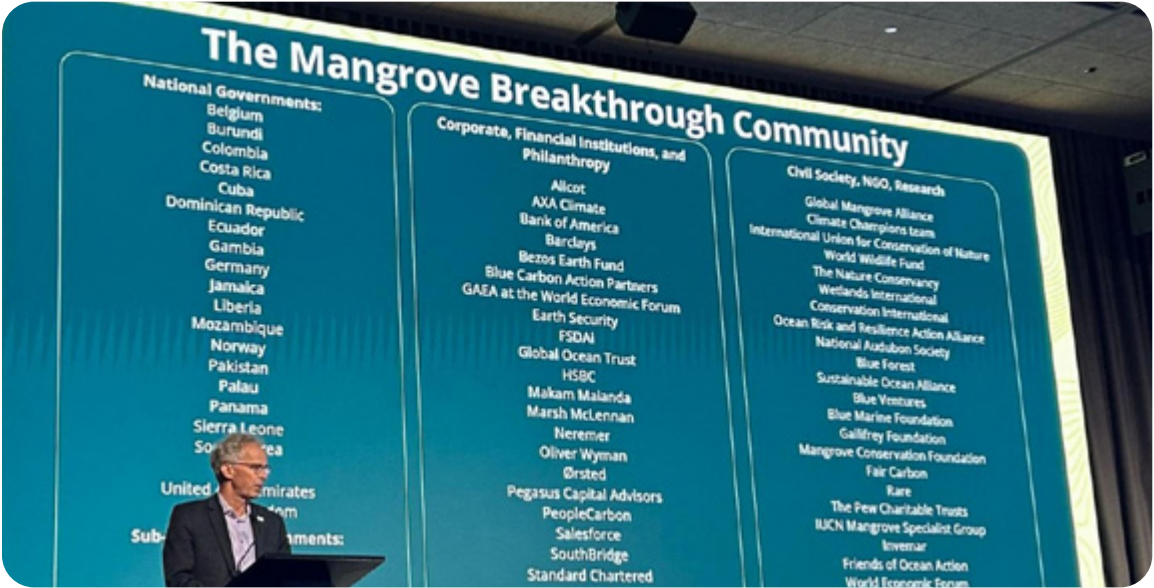 The Mangrove Breakthrough Community
National Governments:
Belgium
Burundi
Colombia
Costa Rica
Cuba
Dominican Republic
Ecuador
Gambia
Germany
Jamaica
Liberia
Mozambique
Norway
Pakistan
Palau
Panama
Sierra Leone
United
Corporate, Financial Institutions, and
Philanthropy
Allcot
AXA Climate
Bank of America
Barclays
Bezos Earth Fund
Blue Carbon Action Partners
GAEA at the World Economic Forum
Earth Security
FSDAi
Global Ocean Trust
HSBC
Makam Malanda
Marsh McLennan
Neremer
Oliver Wyman
Ørsted
Pegasus Capital Advisors
PeopleCarbon
Salesforce
SouthBridge
Standard Chartered
Civil Society, NGO, Research
Global Mangrove Alliance
Climate Champions team
International Union for Conservation of Nature
World Wildlife Fund
The Nature Conservancy
Wetlands International
Conservation International
Ocean Risk and Resilience Action Alliance
National Audubon Society
Blue Forest
Sustainable Ocean Alliance
Blue Ventures
Blue Marine Foundation
Gallifrey Foundation
Mangrove Conservation Foundation
Fair Carbon
Rare
The Pew Charitable Trusts
IUCN Mangrove Specialist Group
Invemar
Friends of Ocean Action
World Economic Forum